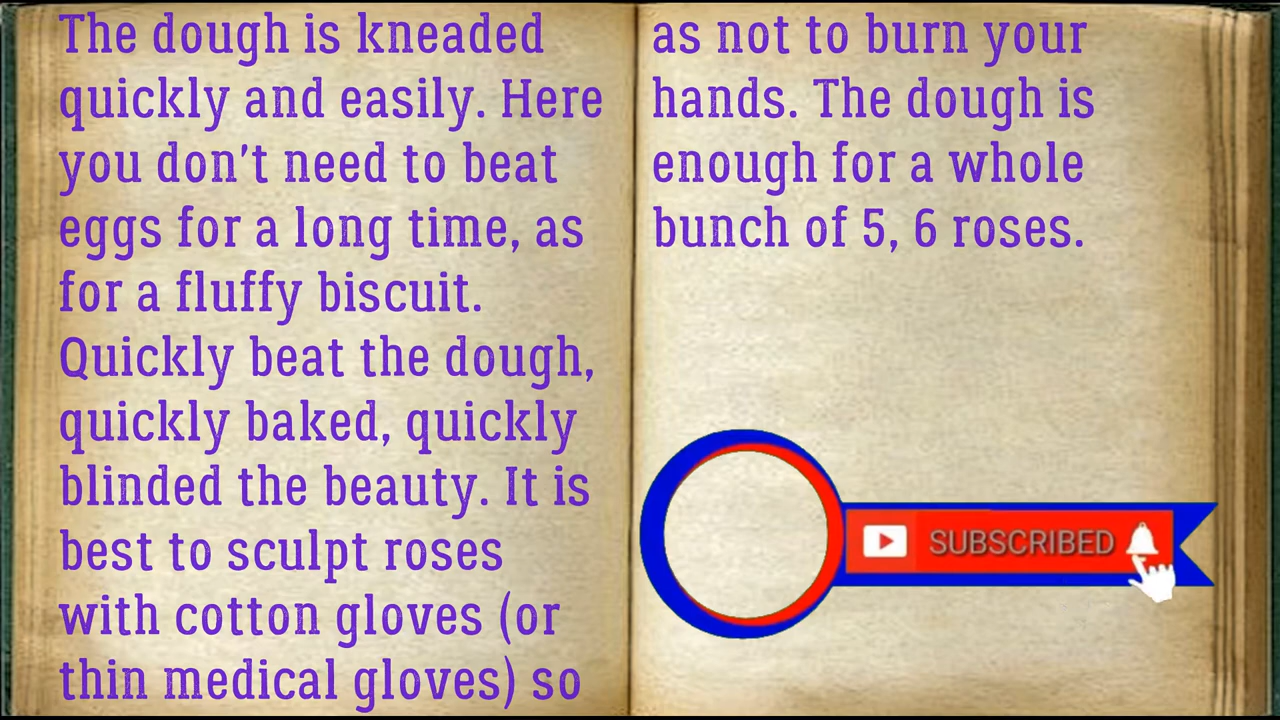 The dough is kneaded
quickly and easily. Here
you don't need to beat
eggs for a long time, as
for a fluffy biscuit.
Quickly beat the dough,
quickly baked, quickly
blinded the beauty. It is
best to sculpt roses
with cotton gloves (or
thin medical gloves) so
as not to burn your
hands. The dough is
enough for a whole
bunch of 5, 6 roses.
SUBSCRIBED